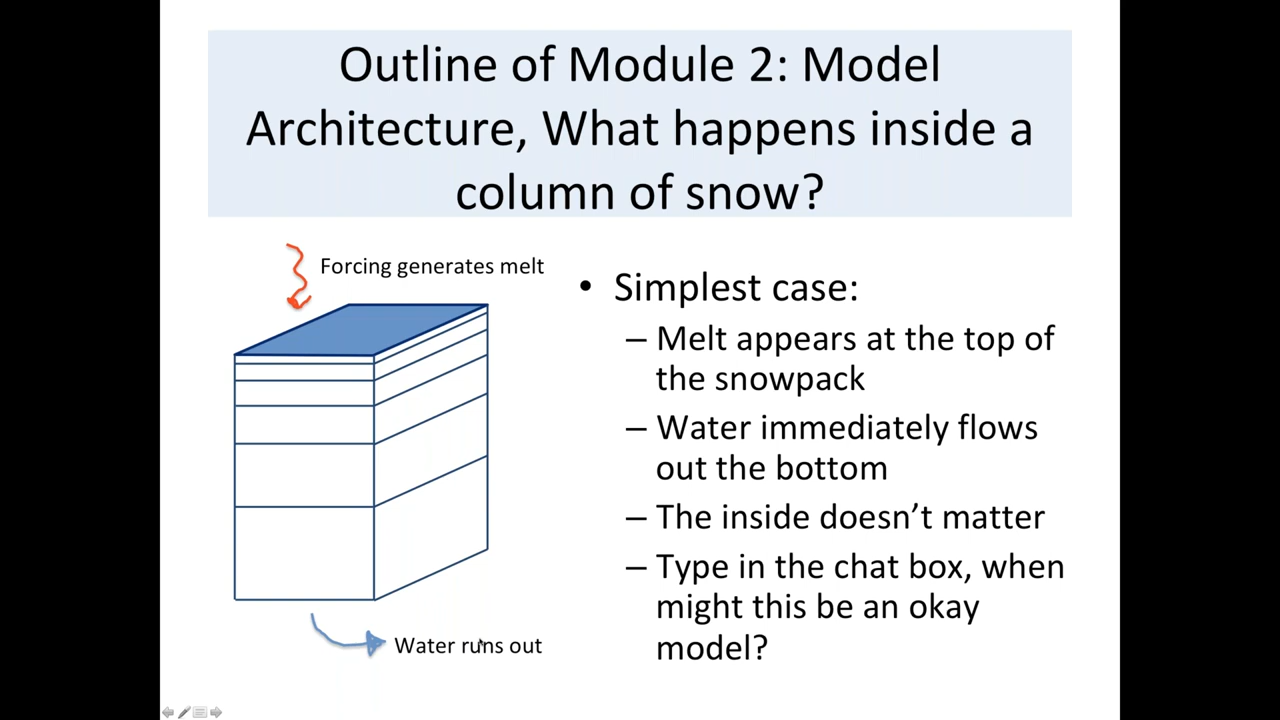 Outline of Module 2: Model
Architecture, What happens inside a
column of snow?
Forcing generates melt
• Simplest case:
– Melt appears at the top of
the snowpack
– Water immediately flows
out the bottom
– The inside doesn’t matter
– Type in the chat box, when
might this be an okay
model?
Water runs out